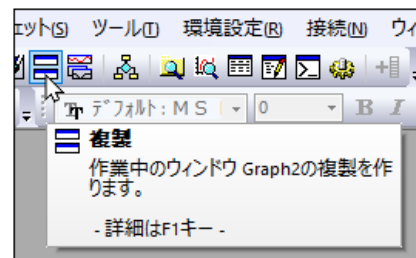 ェット(S) ツール(T) 環境設定(R) 接続(N) ウィ
デフォルト: MS 0 B I
複製
作業中のウィンドウ Graph2の複製を作
ります。
- 詳細はF1キー -